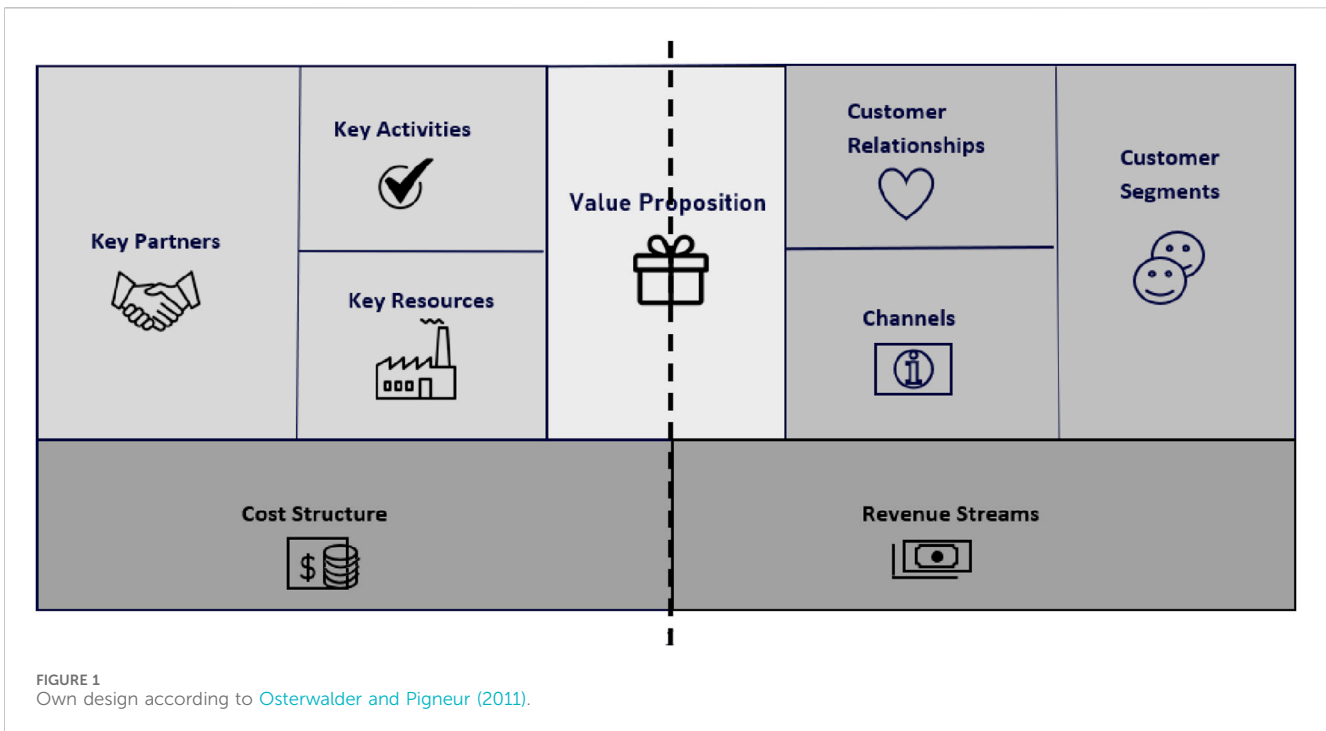 Key Partners
Key Activities
Key Resources
Value Proposition
Customer
Relationships
Channels
Customer
Segments
Cost Structure
$
Revenue Streams
FIGURE 1
Own design according to Osterwalder and Pigneur (2011).